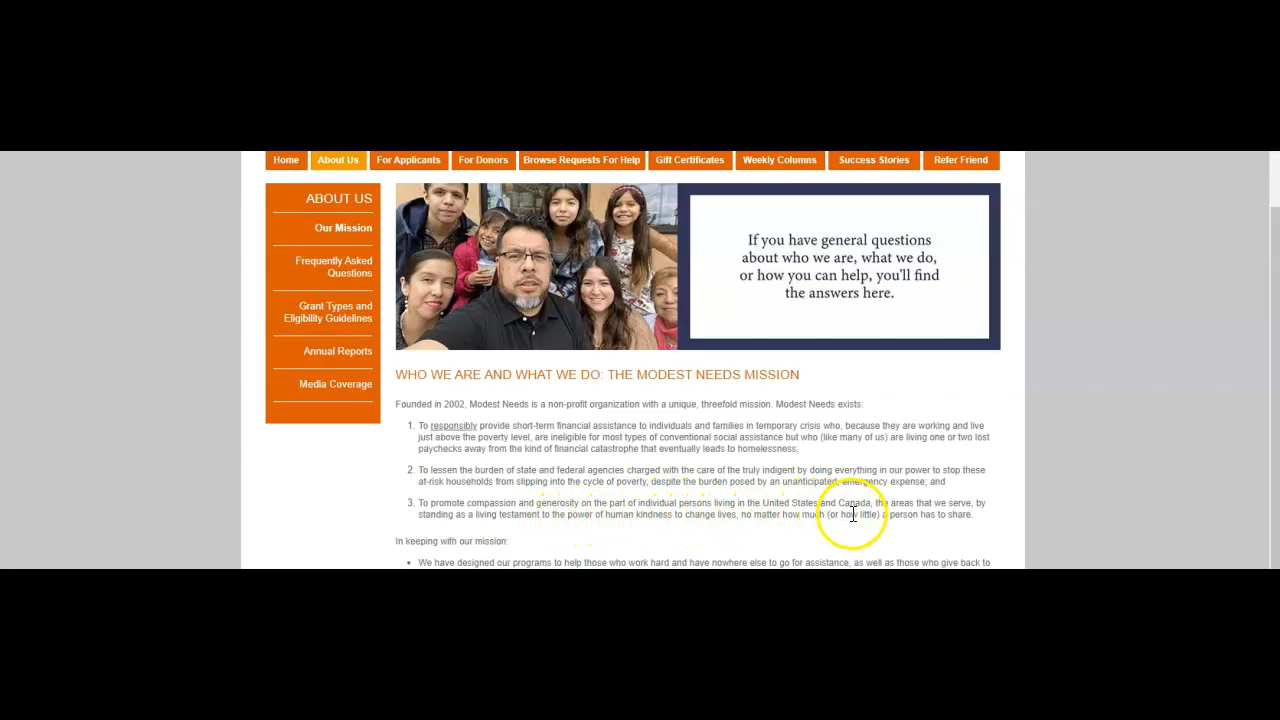 Home About Us For Applicants For Donors Browse Requests For Help Gift Certificates Weekly Columns Success Stories Refer Friend
ABOUT US
Our Mission
Frequently Asked
Questions
Grant Types and
Eligibility Guidelines
Annual Reports
Media Coverage
If you have general questions
about who we are, what we do,
or how you can help, you'll find
the answers here.
WHO WE ARE AND WHAT WE DO: THE MODEST NEEDS MISSION
Founded in 2002, Modest Needs is a non-profit organization with a unique, threefold mission. Modest Needs exists:
1. To responsibly provide short-term financial assistance to individuals and families in temporary crisis who, because they are working and live
just above the poverty level, are ineligible for most types of conventional social assistance but who (like many of us) are living one or two lost
paychecks away from the kind of financial catastrophe that eventually leads to homelessness;
2. To lessen the burden of state and federal agencies charged with the care of the truly indigent by doing everything in our power to stop these
at-risk households from slipping into the cycle of poverty, despite the burden posed by an unanticipated, emergency expense; and
3. To promote compassion and generosity on the part of individual persons living in the United States and Canada, the areas that we serve, by
standing as a living testament to the power of human kindness to change lives, no matter how much (or how little) a person has to share.
In keeping with our mission:
• We have designed our programs to help those who work hard and have nowhere else to go for assistance, as well as those who give back to